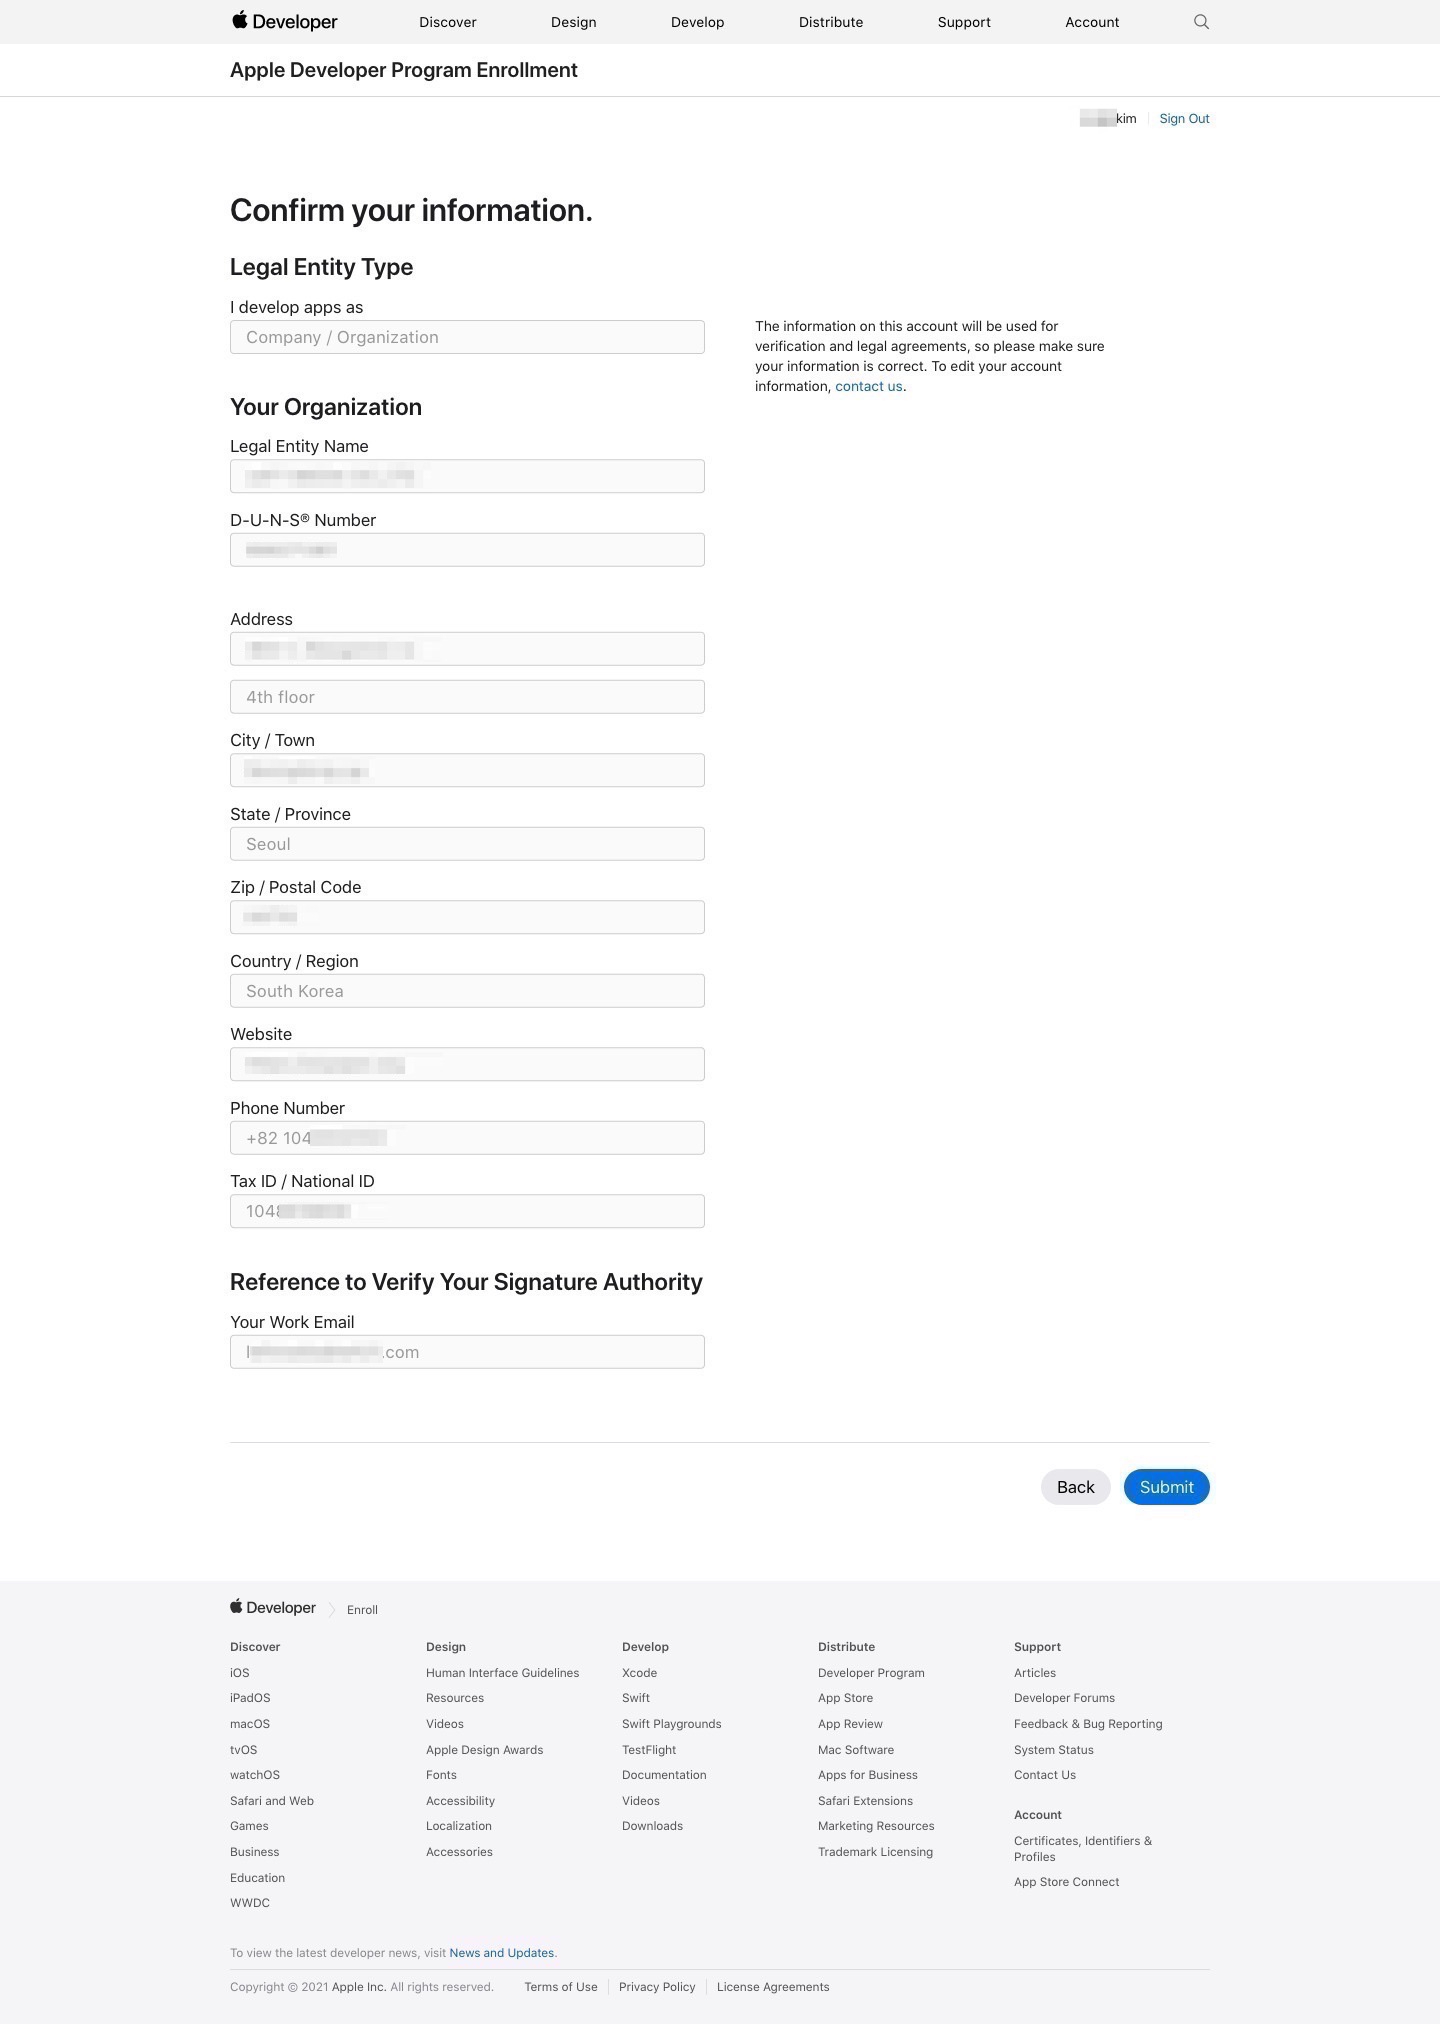 Developer
Discover
Design
Develop
Distribute
Support
Account
Apple Developer Program Enrollment
kim
Sign Out
Confirm your information.
Legal Entity Type
I develop apps as
Company / Organization
The information on this account will be used for
verification and legal agreements, so please make sure
your information is correct. To edit your account
information, contact us.
Your Organization
Legal Entity Name
D-U-N-S® Number
Address
4th floor
City / Town
State / Province
Seoul
Zip / Postal Code
Country / Region
South Korea
Website
Phone Number
+82 104
Tax ID / National ID
104
Reference to Verify Your Signature Authority
Your Work Email
.com
Back
Submit
Developer
Enroll
Discover
iOS
iPadOS
macOS
tvOS
watchOS
Safari and Web
Games
Business
Education
WWDC
Design
Human Interface Guidelines
Resources
Videos
Apple Design Awards
Fonts
Accessibility
Localization
Accessories
Develop
Xcode
Swift
Swift Playgrounds
TestFlight
Documentation
Videos
Downloads
Distribute
Developer Program
App Store
App Review
Mac Software
Apps for Business
Safari Extensions
Marketing Resources
Trademark Licensing
Support
Articles
Developer Forums
Feedback & Bug Reporting
System Status
Contact Us
Account
Certificates, Identifiers &
Profiles
App Store Connect
To view the latest developer news, visit News and Updates.
Copyright © 2021 Apple Inc. All rights reserved.
Terms of Use
Privacy Policy
License Agreements